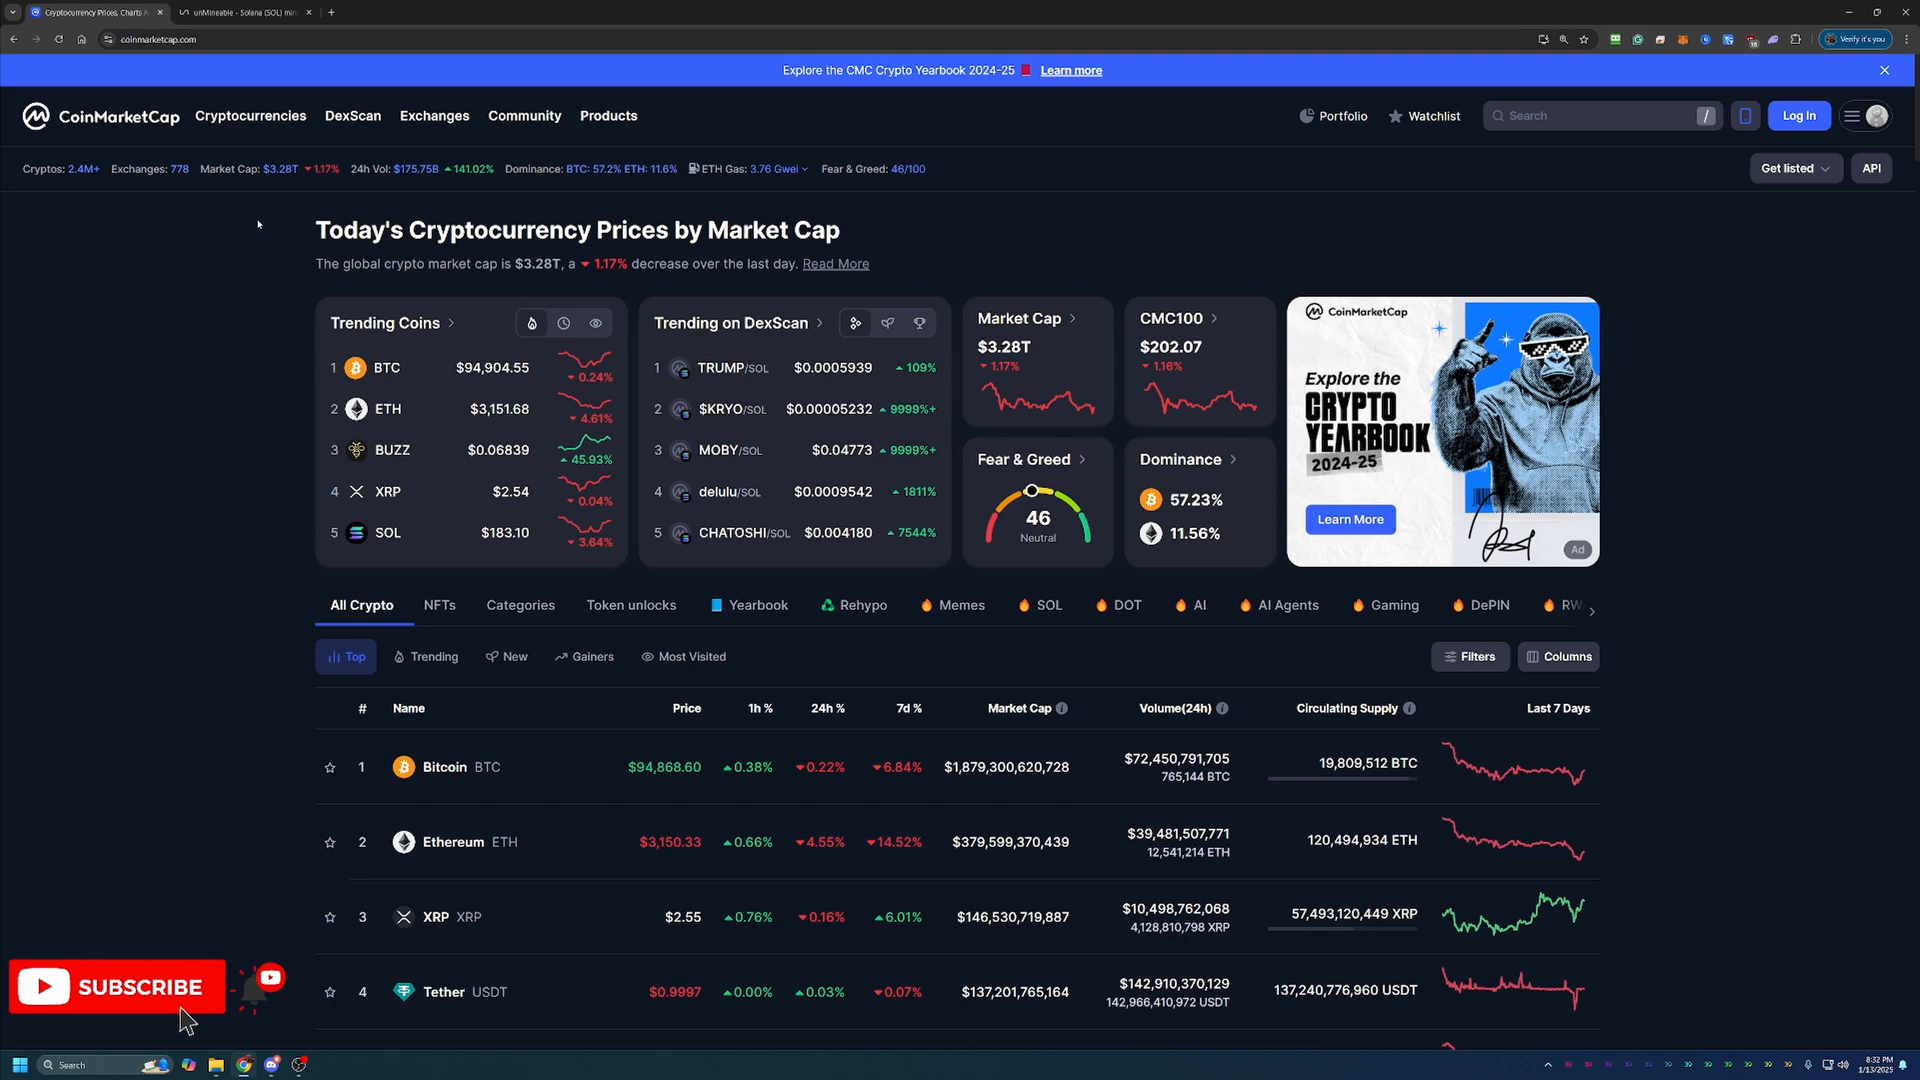 Cryptocurrency Prices, Charts A
unMineable - Solana (SOL) min
coinmarketcap.com
18
Verify it's you
Explore the CMC Crypto Yearbook 2024-25 Learn more
CoinMarketCap Cryptocurrencies DexScan Exchanges Community Products
Portfolio Watchlist Search / Log In
Cryptos: 2.4M+ Exchanges: 778 Market Cap: $3.28T 1.17% 24h Vol: $175.75B 141.02% Dominance: BTC: 57.2% ETH: 11.6% ETH Gas: 3.76 Gwei Fear & Greed: 46/100
Get listed API
Today's Cryptocurrency Prices by Market Cap
The global crypto market cap is $3.28T, a 1.17% decrease over the last day. Read More
Trending Coins
1 BTC $94,904.55 0.24%
2 ETH $3,151.68 4.61%
3 BUZZ $0.06839 45.93%
4 XRP $2.54 0.04%
5 SOL $183.10 3.64%
Trending on DexScan
1 TRUMP/SOL $0.0005939 109%
2 $KRYO/SOL $0.00005232 9999%+
3 MOBY/SOL $0.04773 9999%+
4 delulu/SOL $0.0009542 1811%
5 CHATOSHI/SOL $0.004180 7544%
Market Cap
$3.28T
1.17%
CMC100
$202.07
1.16%
Fear & Greed
46
Neutral
Dominance
57.23%
11.56%
CoinMarketCap
Explore the
CRYPTO
YEARBOOK
2024-25
Learn More
Ad
All Crypto NFTs Categories Token unlocks Yearbook Rehypo Memes SOL DOT AI AI Agents Gaming DePIN RW
Top Trending New Gainers Most Visited
Filters Columns
# Name Price 1h % 24h % 7d % Market Cap Volume(24h) Circulating Supply Last 7 Days
1 Bitcoin BTC $94,868.60 0.38% 0.22% 6.84% $1,879,300,620,728 $72,450,791,705 19,809,512 BTC
765,144 BTC
2 Ethereum ETH $3,150.33 0.66% 4.55% 14.52% $379,599,370,439 $39,481,507,771 120,494,934 ETH
12,541,214 ETH
3 XRP XRP $2.55 0.76% 0.16% 6.01% $146,530,719,887 $10,498,762,068 57,493,120,449 XRP
4,128,810,798 XRP
4 Tether USDT $0.9997 0.00% 0.03% 0.07% $137,201,765,164 $142,910,370,129 137,240,776,960 USDT
142,966,410,972 USDT
SUBSCRIBE
Search
8:32 PM
1/13/2025